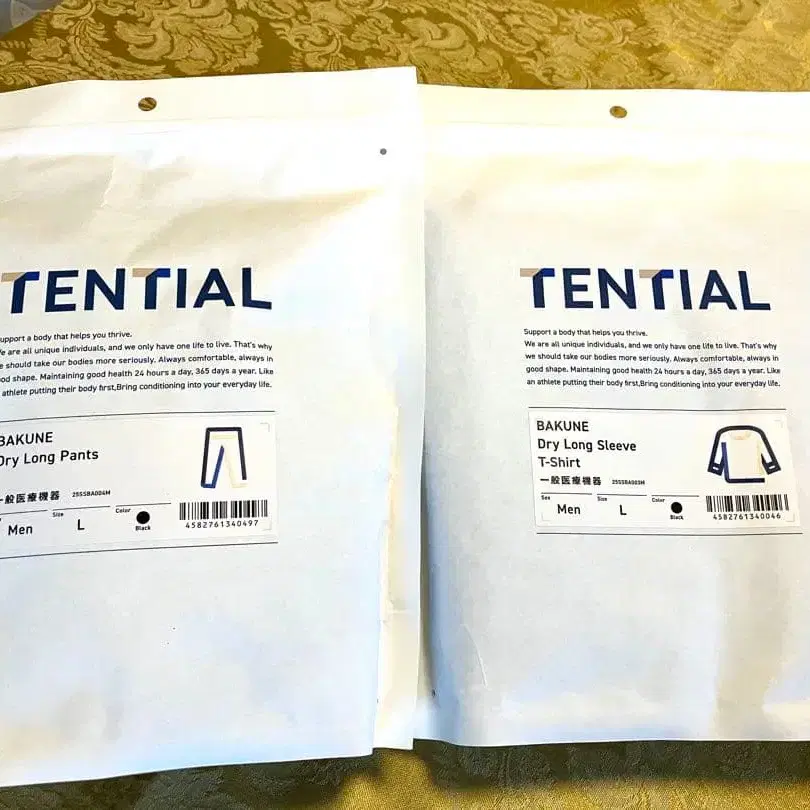 TENTIAL
upport a body that helps you thrive.
e are all unique individuals, and we only have one life to live. That's why
e should take our bodies more seriously. Always comfortable, always in
od shape. Maintaining good health 24 hours a day, 365 days a year. Like
athlete putting their body first,Bring conditioning into your everyday life.
BAKUNE
Dry Long Pants
一般医療機器 25SSBA004M
Men
Size
L
Color
Black
4582761340497
TENTIAL
Support a body that helps you thrive.
We are all unique individuals, and we only have one life to live. That's why
we should take our bodies more seriously. Always comfortable, always in
good shape. Maintaining good health 24 hours a day, 365 days a year. Like
an athlete putting their body first,Bring conditioning into your everyday life.
BAKUNE
Dry Long Sleeve
T-Shirt
一般医療機器 25SSBA003M
Sex
Men
Size
L
Color
Black
4582761340046